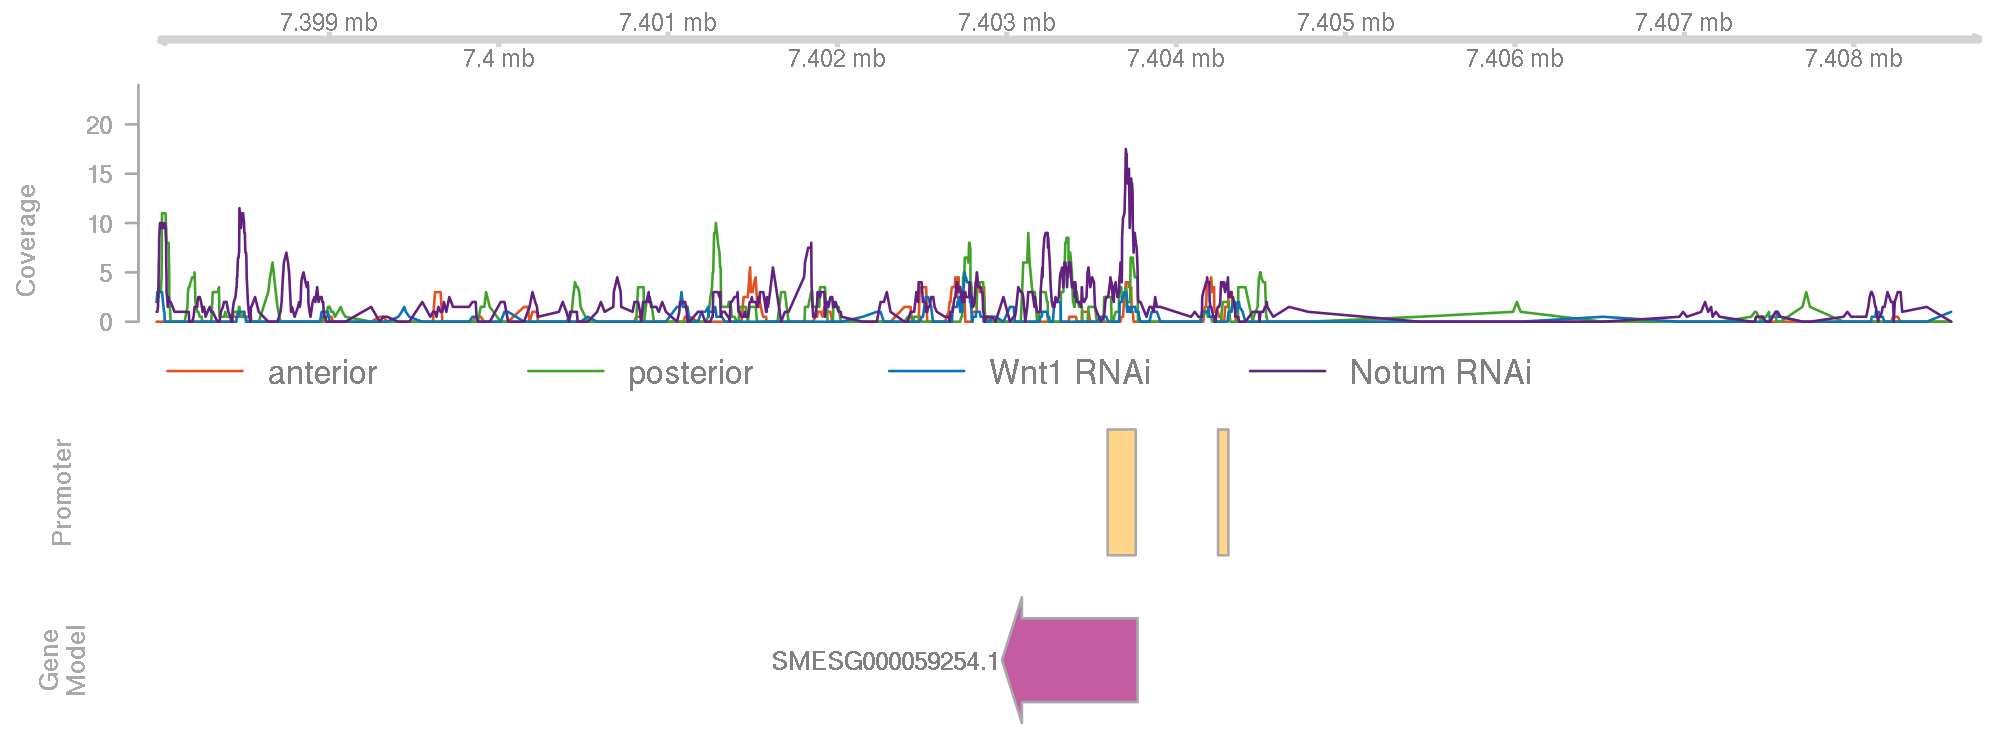 7.399 mb 7.401 mb 7.403 mb 7.405 mb 7.407 mb
7.4 mb 7.402 mb 7.404 mb 7.406 mb 7.408 mb
Coverage
20
15
10
5
0
anterior posterior Wnt1 RNAi Notum RNAi
Promoter
Gene
Model
SMESG000059254.1